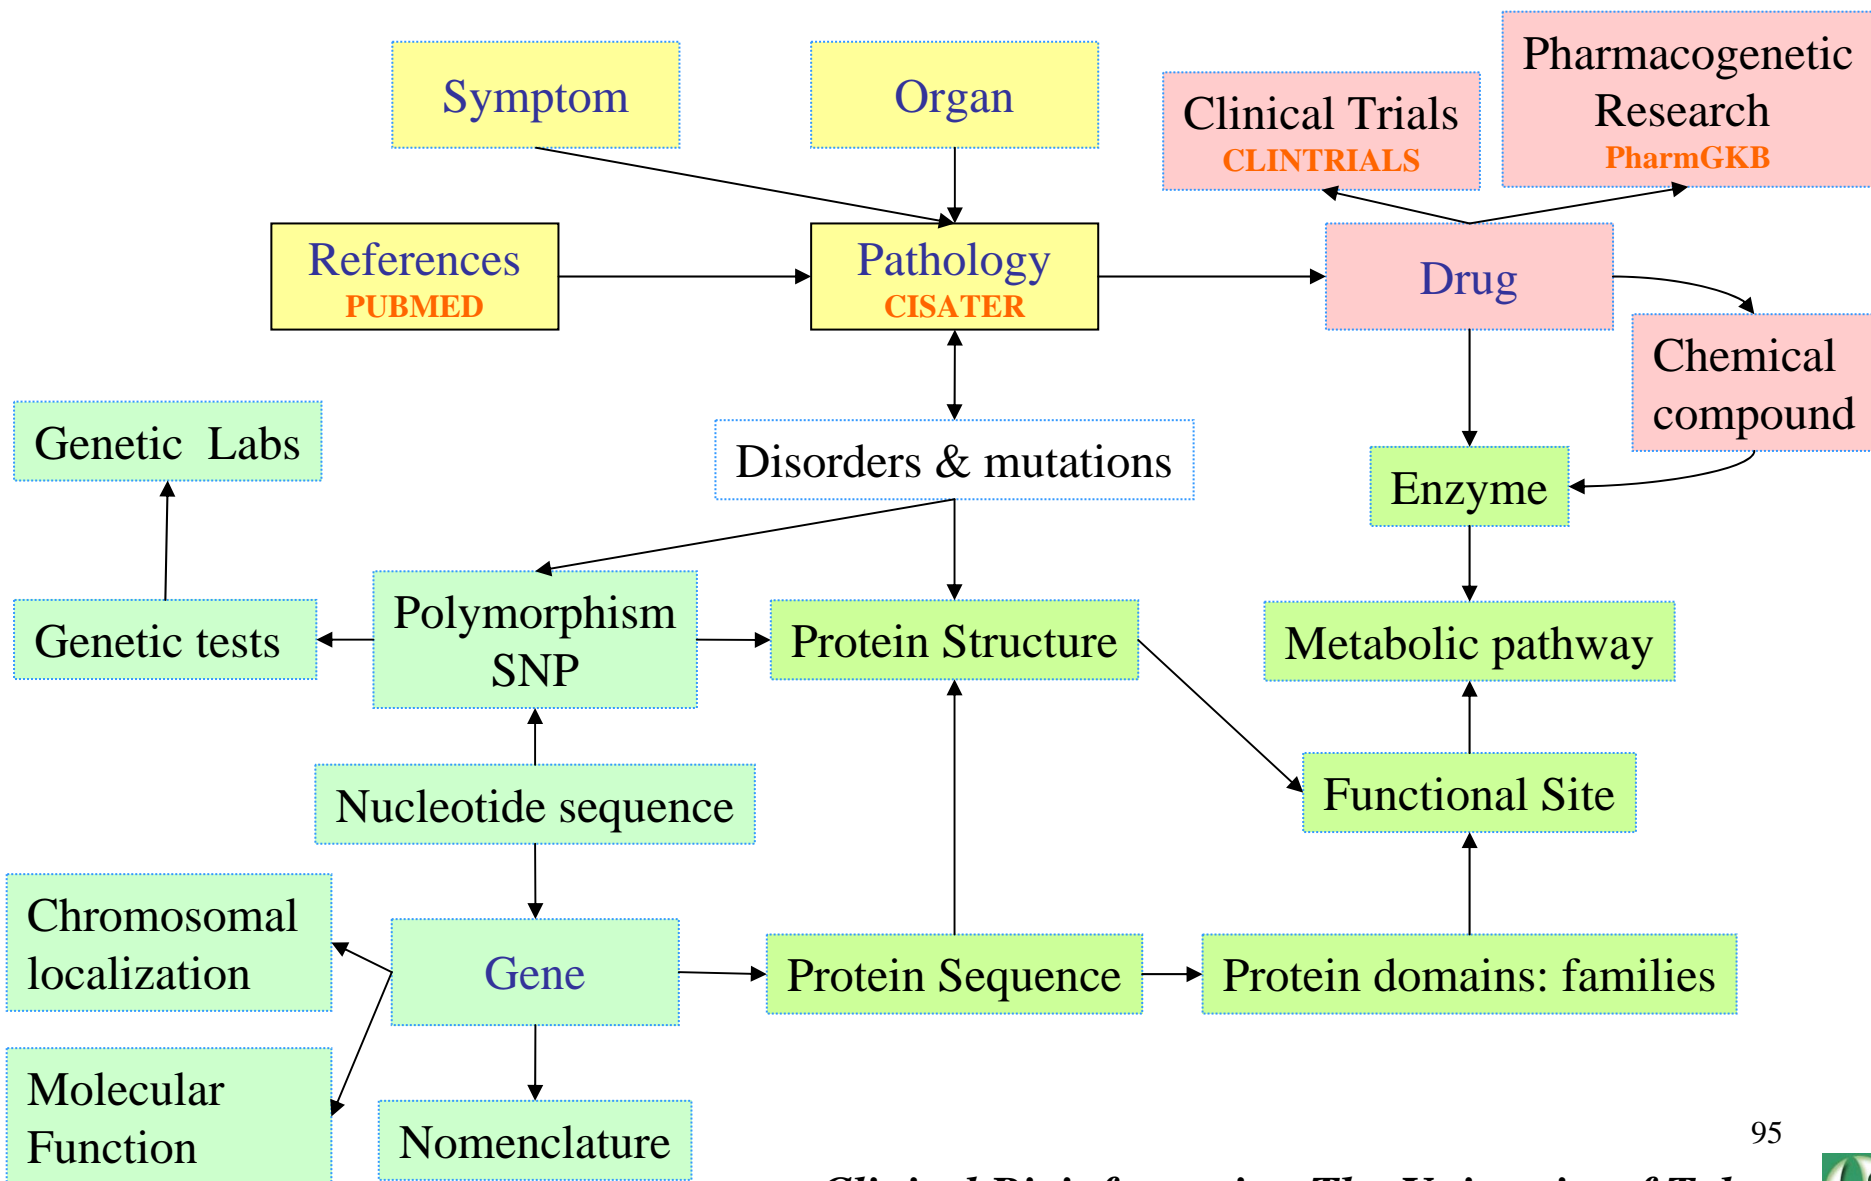 Symptom
Organ
Clinical Trials
CLINTRIALS
Pharmacogenetic
Research
PharmGKB
References
PUBMED
Pathology
CISATER
Drug
Chemical
compound
Genetic  Labs
Disorders & mutations
Enzyme
Genetic tests
Polymorphism
SNP
Protein Structure
Metabolic pathway
Nucleotide sequence
Functional Site
Chromosomal
localization
Gene
Protein Sequence
Protein domains: families
Molecular
Function
Nomenclature
95